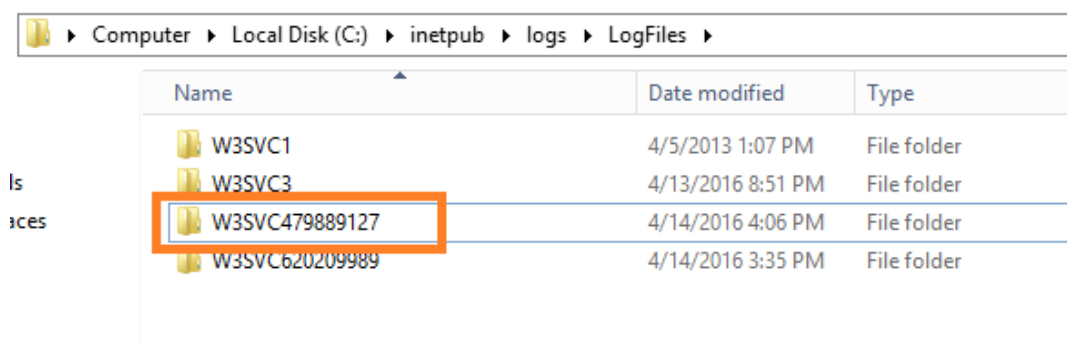 Computer Local Disk (C:) inetpub logs LogFiles
Name Date modified Type
W3SVC1 4/5/2013 1:07 PM File folder
ls W3SVC3 4/13/2016 8:51 PM File folder
aces W3SVC479889127 4/14/2016 4:06 PM File folder
W3SVC620209989 4/14/2016 3:35 PM File folder